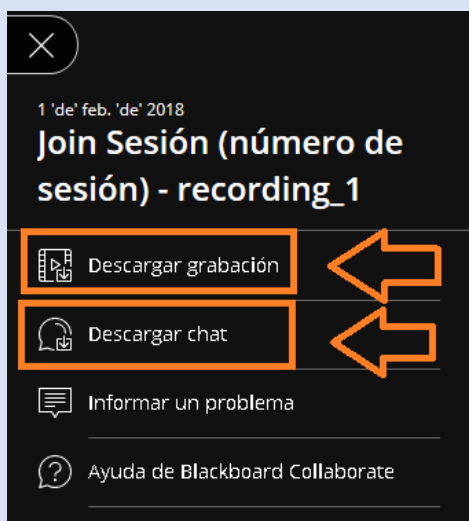 1 'de' feb. 'de' 2018
Join Sesión (número de
sesión) - recording_1
Descargar grabación
Descargar chat
Informar un problema
Ayuda de Blackboard Collaborate